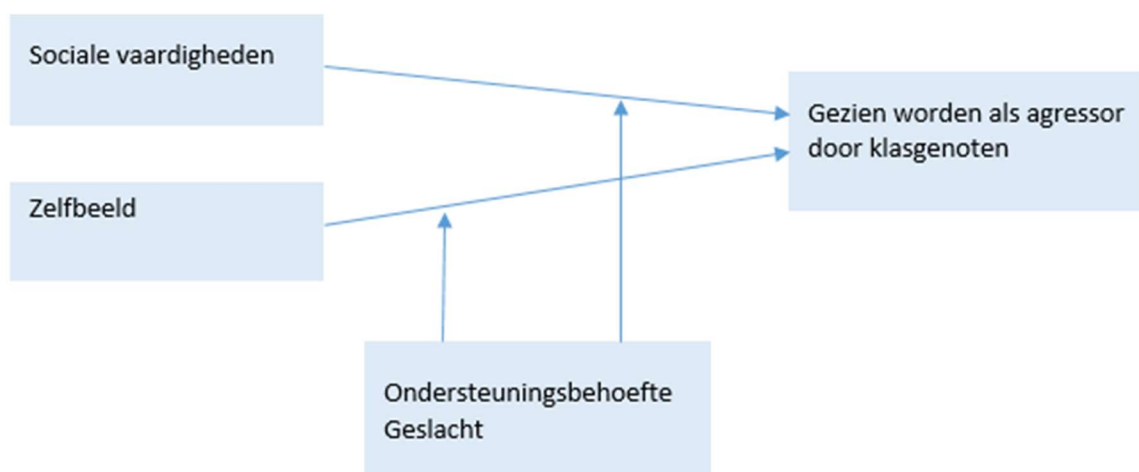 Sociale vaardigheden
Gezien worden als agressor
door klasgenoten
Zelfbeeld
Ondersteuningsbehoefte
Geslacht